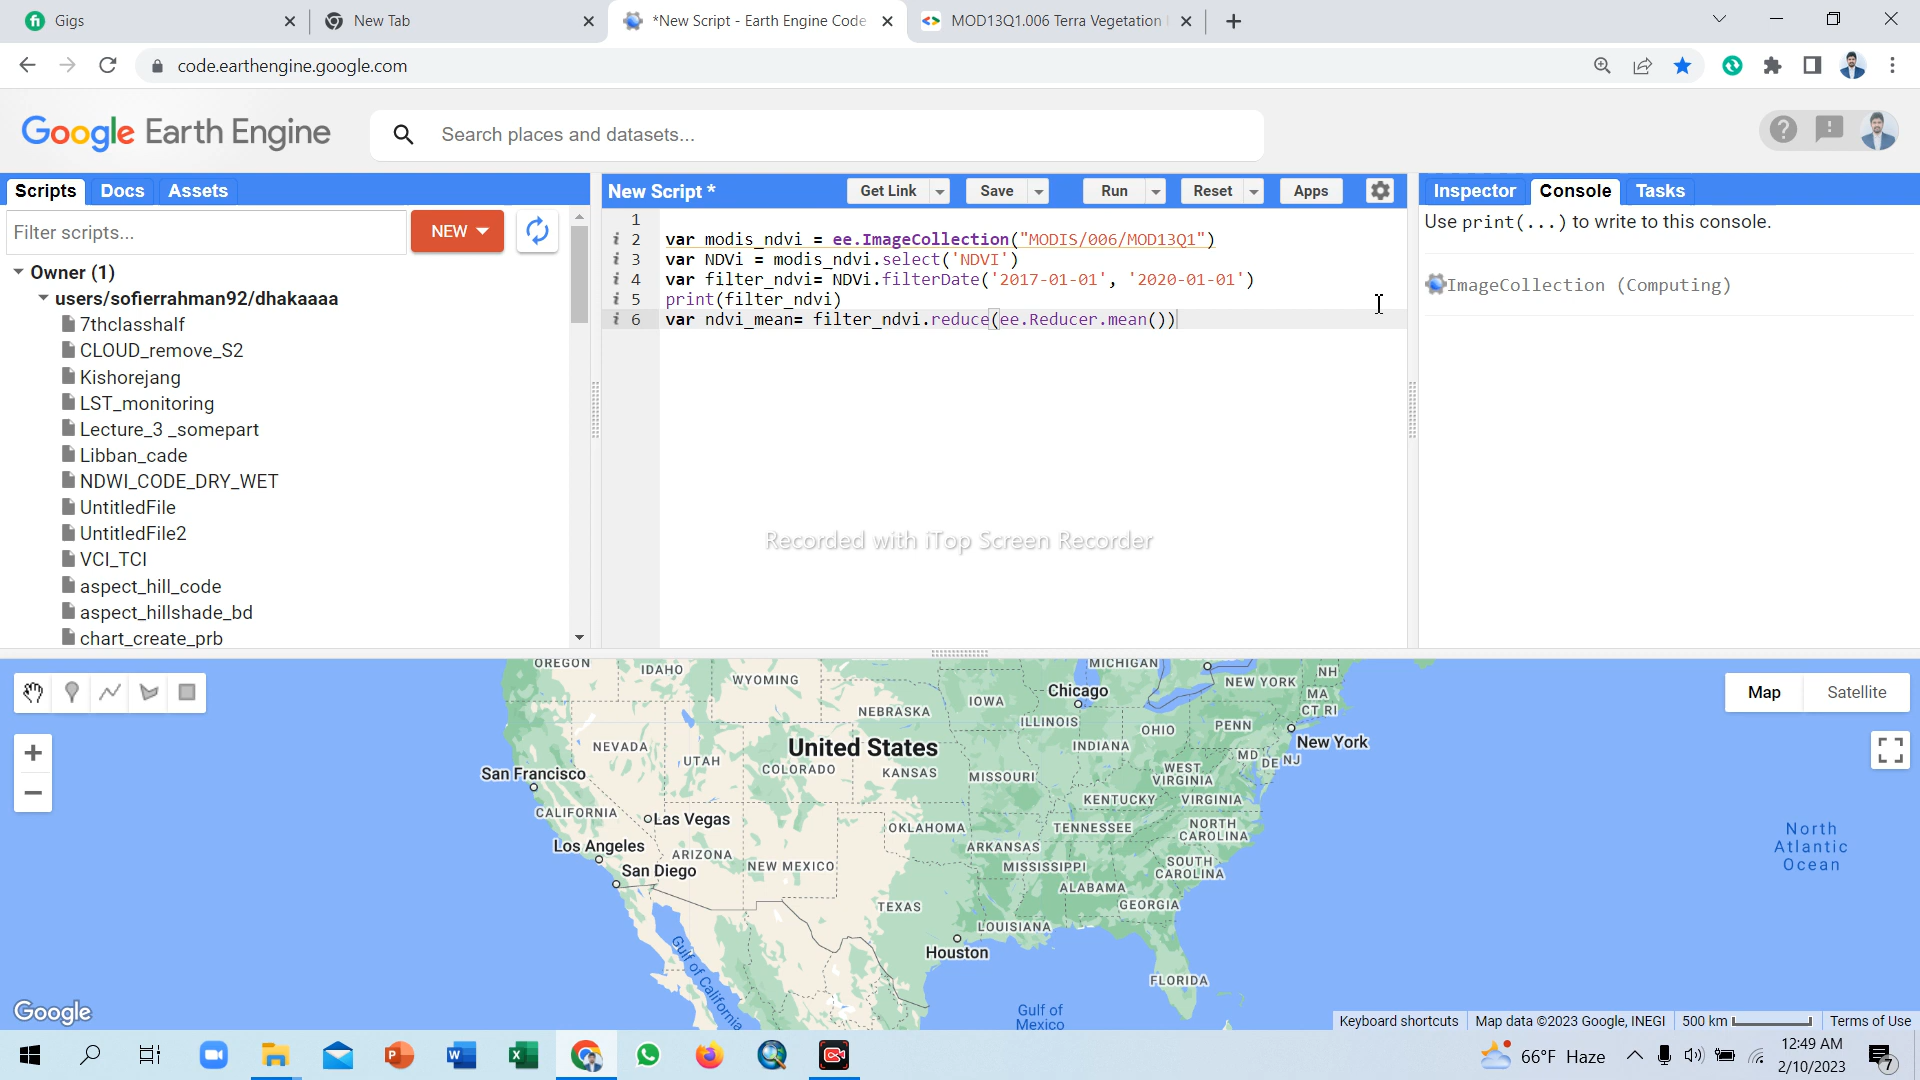 Gigs
New Tab
*New Script - Earth Engine Code
MOD13Q1.006 Terra Vegetation
code.earthengine.google.com
Google Earth Engine
Search places and datasets...
Scripts Docs Assets
Filter scripts...
NEW
Owner (1)
users/sofierrahman92/dhakaaaa
7thclasshalf
CLOUD_remove_S2
Kishorejang
LST_monitoring
Lecture_3 _somepart
Libban_cade
NDWI_CODE_DRY_WET
UntitledFile
UntitledFile2
VCI_TCI
aspect_hill_code
aspect_hillshade_bd
chart_create_prb
New Script *
Get Link Save Run Reset Apps
1
i 2 var modis_ndvi = ee.ImageCollection("MODIS/006/MOD13Q1")
i 3 var NDVi = modis_ndvi.select('NDVI')
i 4 var filter_ndvi= NDVi.filterDate('2017-01-01', '2020-01-01')
i 5 print(filter_ndvi)
i 6 var ndvi_mean= filter_ndvi.reduce(ee.Reducer.mean())
Recorded with iTop Screen Recorder
Inspector Console Tasks
Use print(...) to write to this console.
ImageCollection (Computing)
OREGON
IDAHO
WYOMING
MICHIGAN
NH
NEW YORK
MA
CT RI
Chicago
IOWA
NEBRASKA
ILLINOIS
PENN
OHIO
New York
United States
NEVADA
UTAH
COLORADO
KANSAS
INDIANA
MD
DE NJ
San Francisco
MISSOURI
WEST
VIRGINIA
KENTUCKY
VIRGINIA
CALIFORNIA
Las Vegas
OKLAHOMA
TENNESSEE
NORTH
CAROLINA
Los Angeles
ARIZONA
NEW MEXICO
ARKANSAS
MISSISSIPPI
SOUTH
CAROLINA
San Diego
ALABAMA
TEXAS
GEORGIA
LOUISIANA
Houston
FLORIDA
Gulf of California
Gulf of
Mexico
North
Atlantic
Ocean
Map Satellite
Google
Keyboard shortcuts Map data ©2023 Google, INEGI 500 km Terms of Use
66°F Haze
12:49 AM
2/10/2023
7